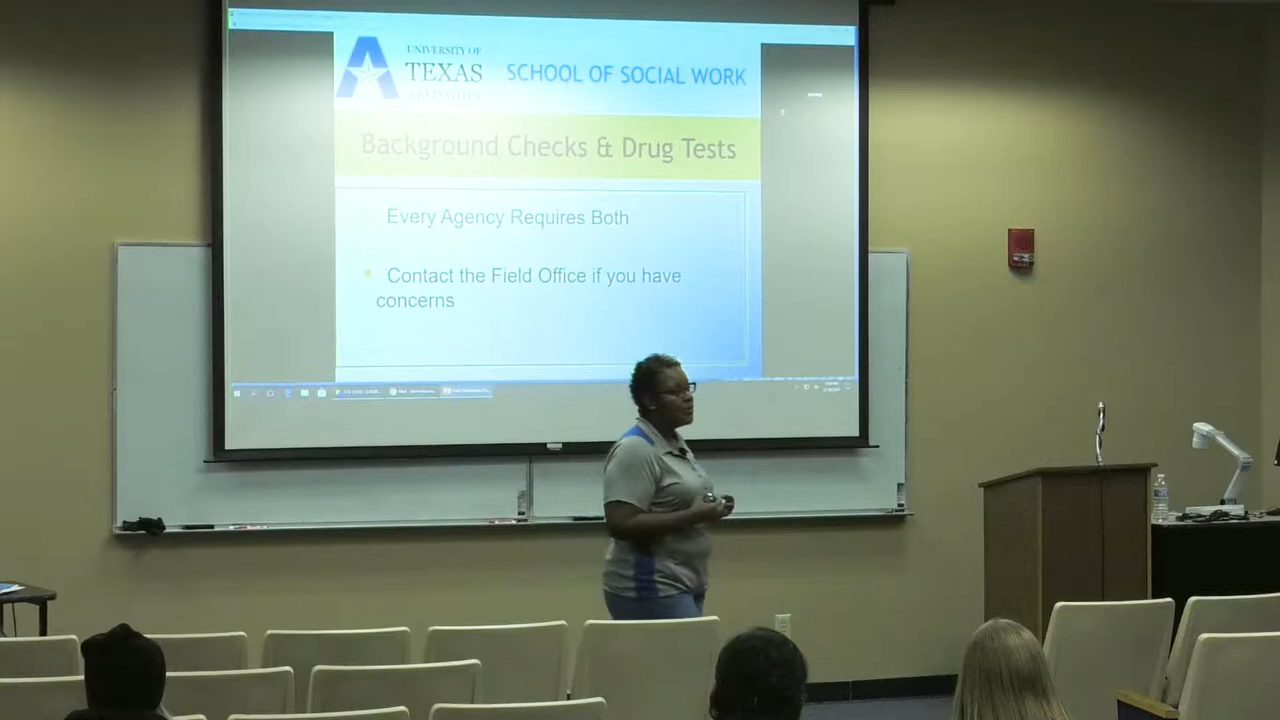 UNIVERSITY OF
TEXAS
ARLINGTON
SCHOOL OF SOCIAL WORK
Background Checks & Drug Tests
Every Agency Requires Both
Contact the Field Office if you have
concerns